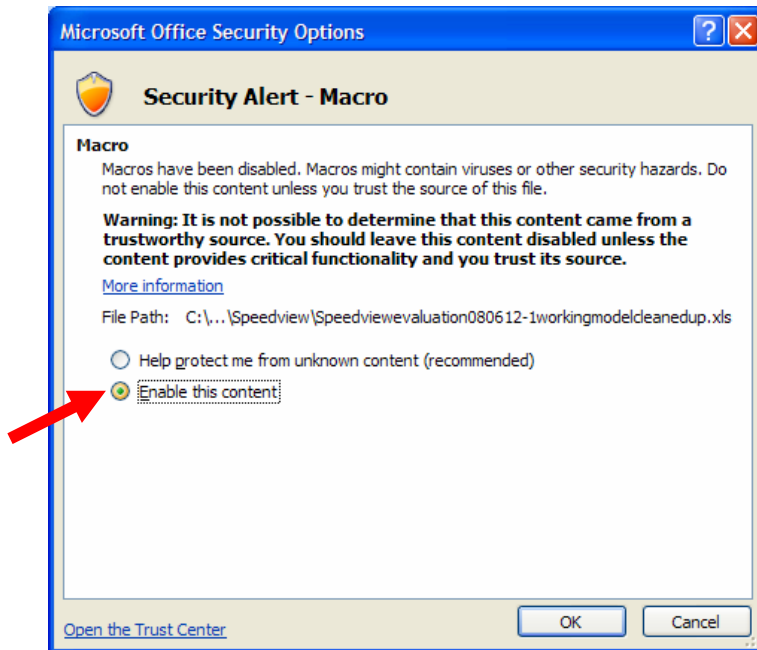 Microsoft Office Security Options
Security Alert - Macro
Macro
Macros have been disabled. Macros might contain viruses or other security hazards. Do
not enable this content unless you trust the source of this file.
Warning: It is not possible to determine that this content came from a
trustworthy source. You should leave this content disabled unless the
content provides critical functionality and you trust its source.
More information
File Path: C:\...\Speedview\Speedviewevaluation080612-1workingmodelcleanedup.xls
Help protect me from unknown content (recommended)
Enable this content
Open the Trust Center
OK
Cancel